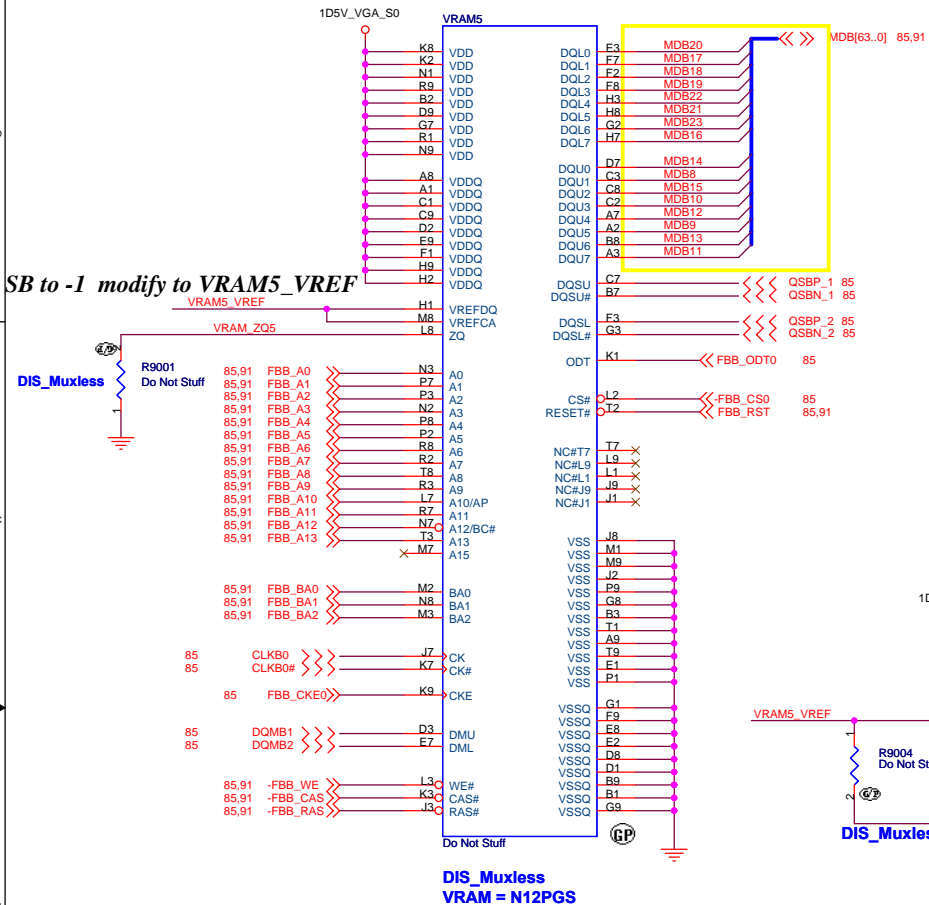 1D5V_VGA_S0
VRAM5
K8 VDD
K2 VDD
N1 VDD
R9 VDD
B2 VDD
D9 VDD
G7 VDD
R1 VDD
N9 VDD
A8 VDDQ
A1 VDDQ
C1 VDDQ
C9 VDDQ
D2 VDDQ
E9 VDDQ
F1 VDDQ
H9 VDDQ
H2 VDDQ
SB to -1 modify to VRAM5_VREF
VRAM5_VREF H1 VREFDQ
M8 VREFCA
VRAM_ZQ5 L8 ZQ
2
R9001
DIS_Muxless
Do Not Stuff
1
85,91 FBB_A0 N3 A0
85,91 FBB_A1 P7 A1
85,91 FBB_A2 P3 A2
85,91 FBB_A3 N2 A3
85,91 FBB_A4 P8 A4
85,91 FBB_A5 P2 A5
85,91 FBB_A6 R8 A6
85,91 FBB_A7 R2 A7
85,91 FBB_A8 T8 A8
85,91 FBB_A9 R3 A9
85,91 FBB_A10 L7 A10/AP
85,91 FBB_A11 R7 A11
85,91 FBB_A12 N7 A12/BC#
85,91 FBB_A13 T3 A13
M7 A15
85,91 FBB_BA0 M2 BA0
85,91 FBB_BA1 N8 BA1
85,91 FBB_BA2 M3 BA2
85 CLKB0 J7 CK
85 CLKB0# K7 CK#
85 FBB_CKE0 K9 CKE
85 DQMB1 D3 DMU
85 DQMB2 E7 DML
85,91 -FBB_WE L3 WE#
85,91 -FBB_CAS K3 CAS#
85,91 -FBB_RAS J3 RAS#
DQL0 E3 MDB20
DQL1 F7 MDB17
DQL2 F2 MDB18
DQL3 F8 MDB19
DQL4 H3 MDB22
DQL5 H8 MDB21
DQL6 G2 MDB23
DQL7 H7 MDB16
MDB[63..0] 85,91
DQU0 D7 MDB14
DQU1 C3 MDB8
DQU2 C8 MDB15
DQU3 C2 MDB10
DQU4 A7 MDB12
DQU5 A2 MDB9
DQU6 B8 MDB13
DQU7 A3 MDB11
DQSU C7 QSBP_1 85
DQSU# B7 QSBN_1 85
DQSL F3 QSBP_2 85
DQSL# G3 QSBN_2 85
ODT K1 FBB_ODT0 85
CS# L2 -FBB_CS0 85
RESET# T2 FBB_RST 85,91
NC#T7 T7
NC#L9 L9
NC#L1 L1
NC#J9 J9
NC#J1 J1
VSS J8
VSS M1
VSS M9
VSS J2
VSS P9
VSS G8
VSS B3
VSS T1
VSS A9
VSS T9
VSS E1
VSS P1
VSSQ G1
VSSQ F9
VSSQ E8
VSSQ E2
VSSQ D8
VSSQ D1
VSSQ B9
VSSQ B1
VSSQ G9
GP
Do Not Stuff
DIS_Muxless
VRAM = N12PGS
1D
VRAM5_VREF
1
R9004
Do Not St
2
DIS_Muxles